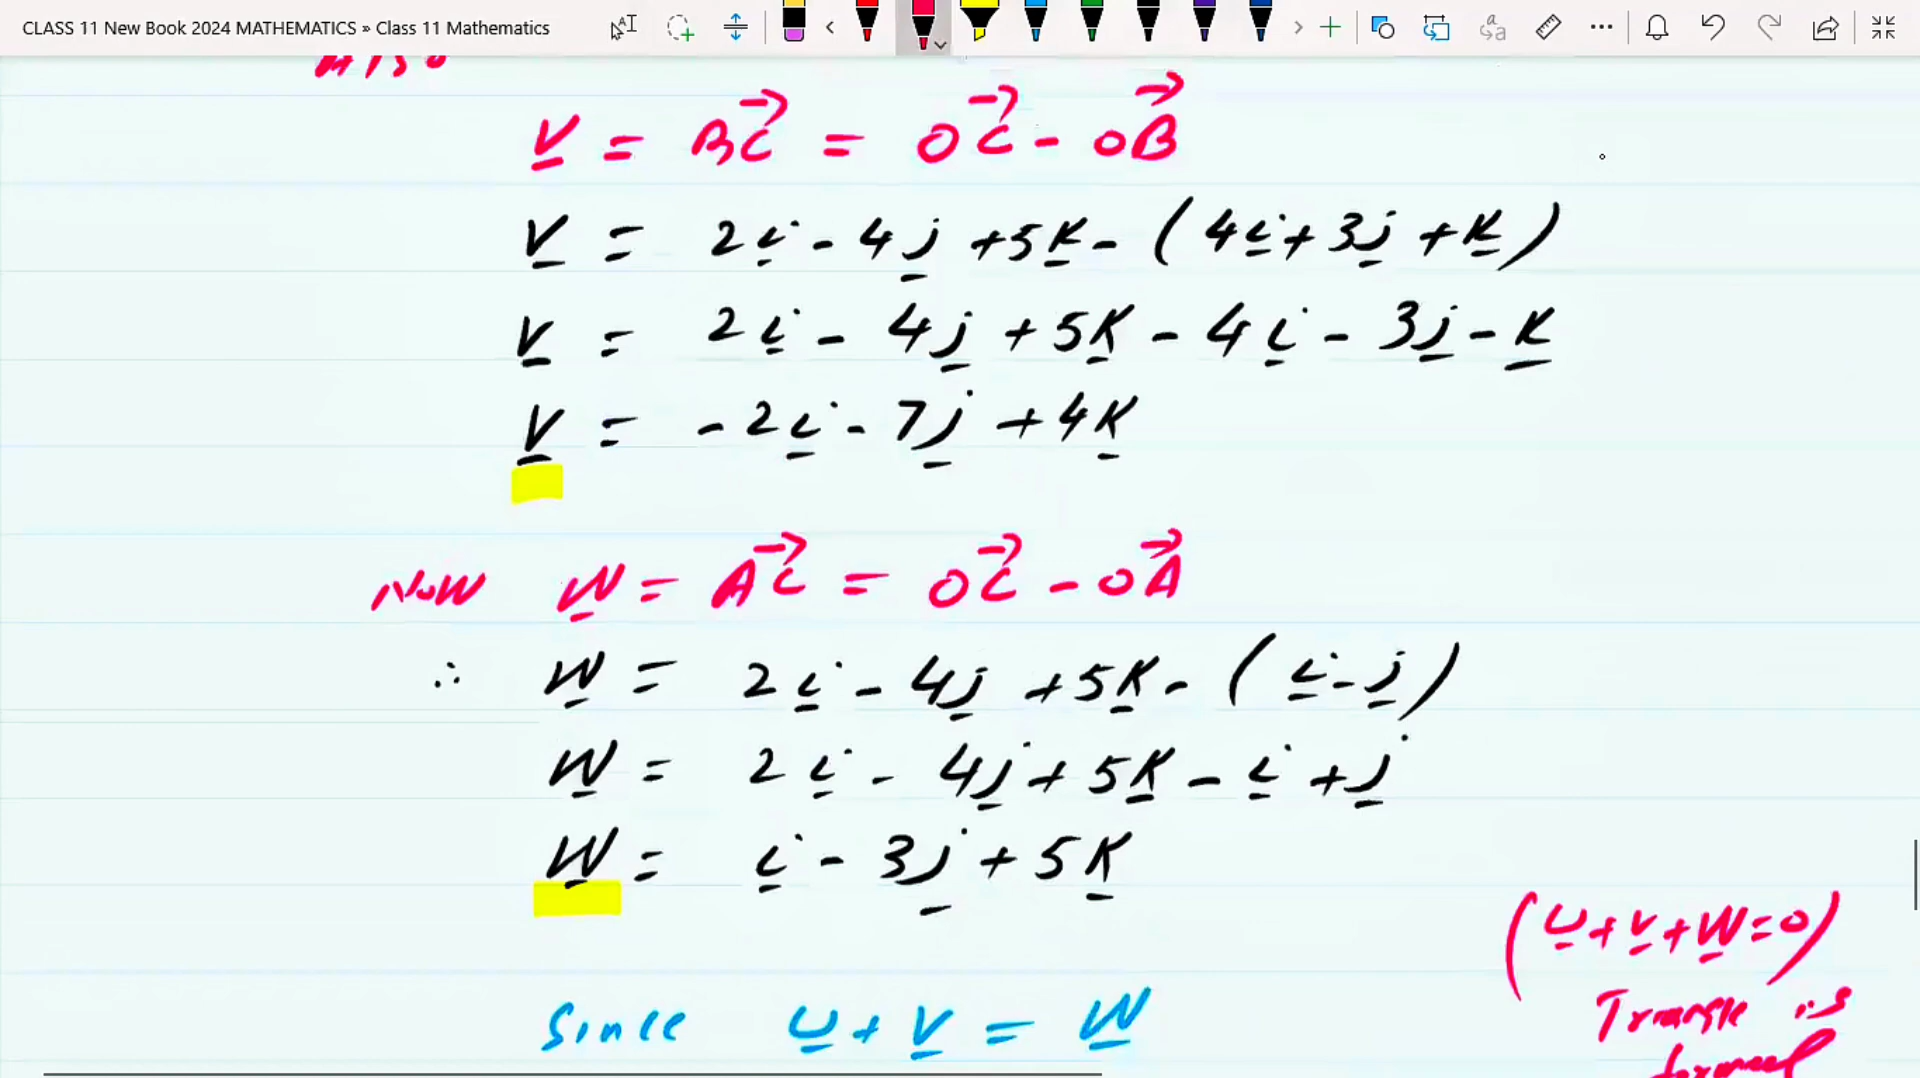 CLASS 11 New Book 2024 MATHEMATICS » Class 11 Mathematics
Also
V = BC→ = OC→ - OB→
V = 2i - 4j + 5K - (4i + 3j + K)
V = 2i - 4j + 5K - 4i - 3j - K
V = -2i - 7j + 4K
Now W = AC→ = OC→ - OA→
∴ W = 2i - 4j + 5K - (i - j)
W = 2i - 4j + 5K - i + j
W = i - 3j + 5K
(U + V + W = 0)
Triangle is
formed
Since U + V = W